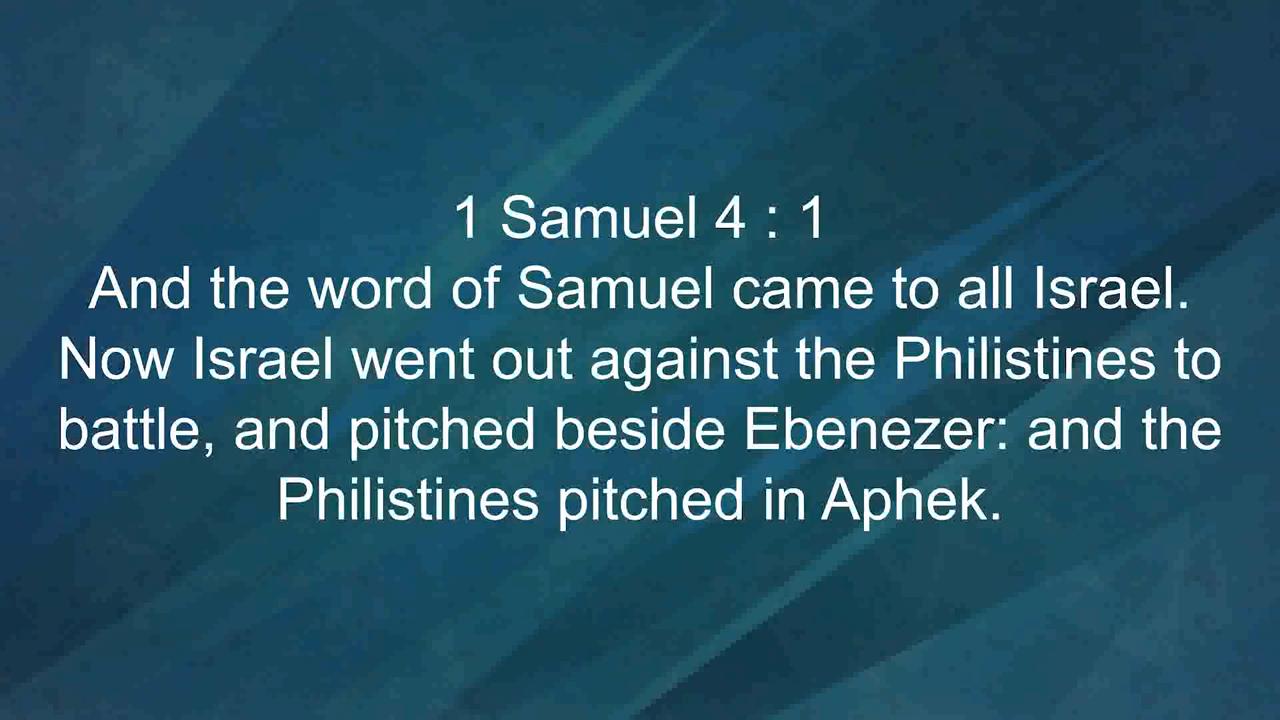 1 Samuel 4 : 1
And the word of Samuel came to all Israel.
Now Israel went out against the Philistines to
battle, and pitched beside Ebenezer: and the
Philistines pitched in Aphek.